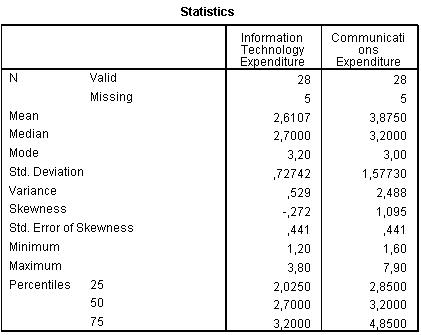 Statistics
Information Technology Expenditure Communicati ons Expenditure
N Valid 28 28
Missing 5 5
Mean 2,6107 3,8750
Median 2,7000 3,2000
Mode 3,20 3,00
Std. Deviation ,72742 1,57730
Variance ,529 2,488
Skewness -,272 1,095
Std. Error of Skewness ,441 ,441
Minimum 1,20 1,60
Maximum 3,80 7,90
Percentiles 25 2,0250 2,8500
50 2,7000 3,2000
75 3,2000 4,8500